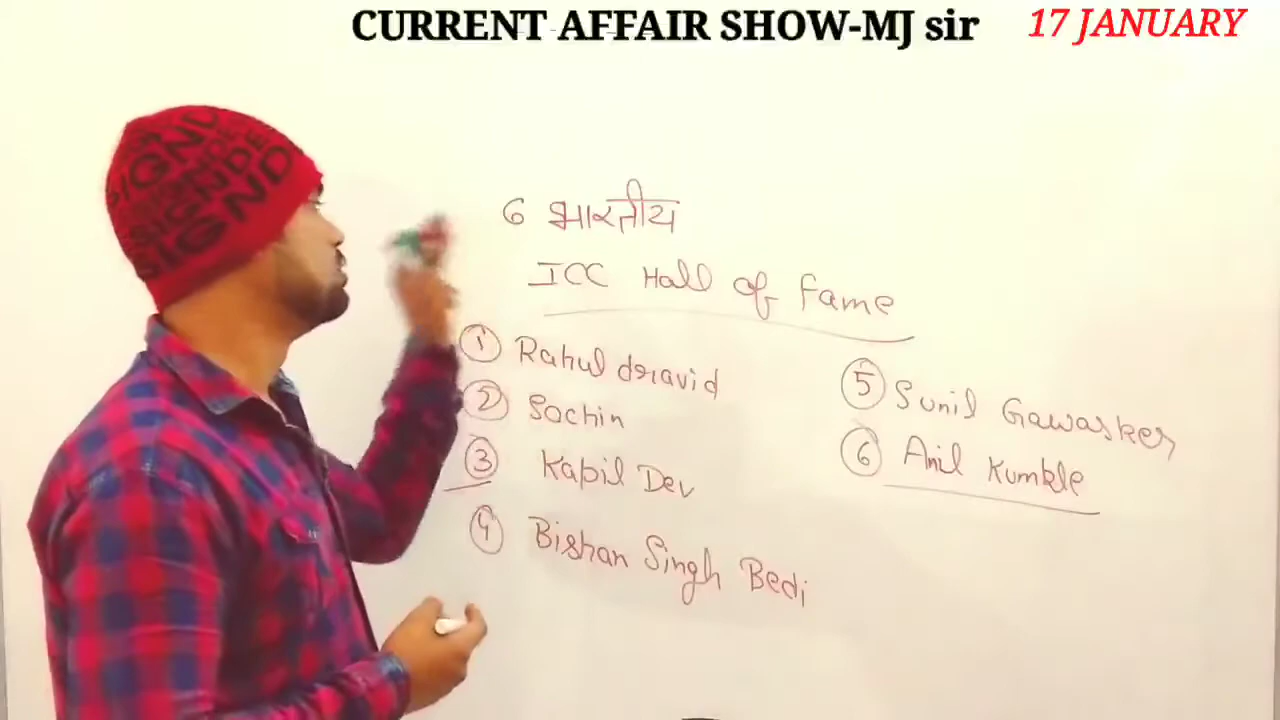 CURRENT AFFAIR SHOW-MJ sir
17 JANUARY
6 भारतीय
ICC Hall of Fame
① Rahul dravid
② Sachin
③ Kapil Dev
④ Bishan Singh Bedi
⑤ Sunil Gawasker
⑥ Anil Kumble